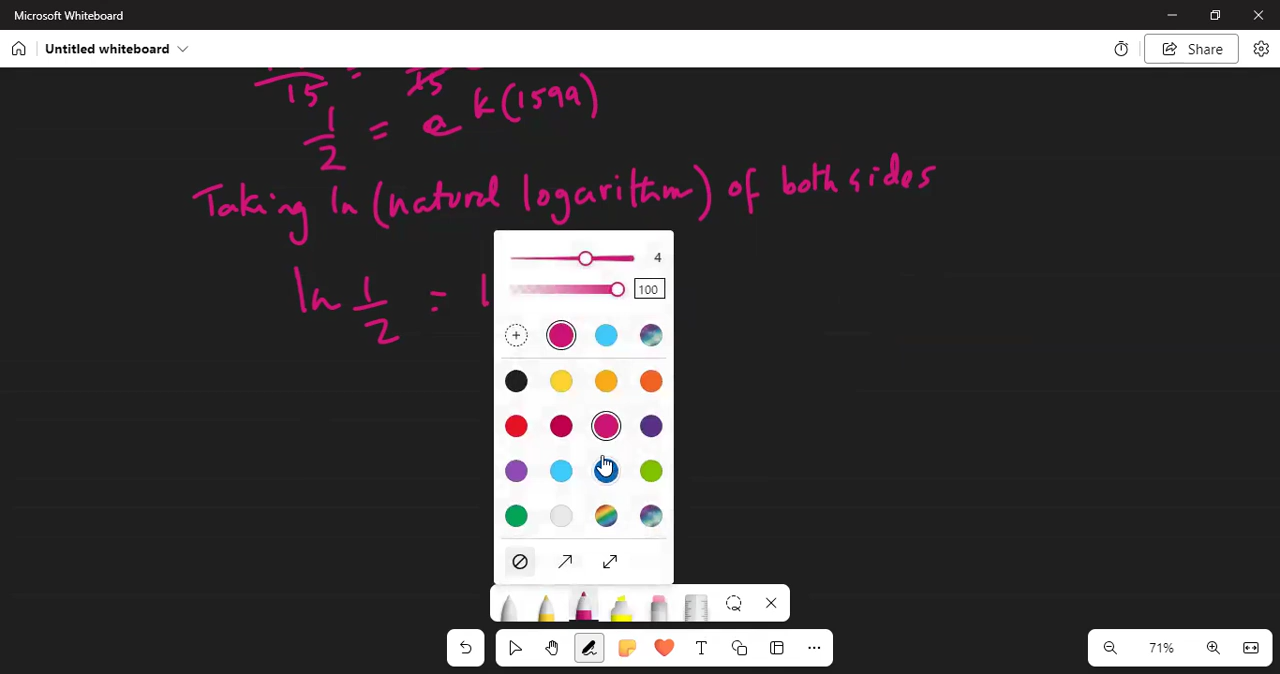 Microsoft Whiteboard
Untitled whiteboard
Share
15 = 15
1/2 = e^k(1599)
Taking ln (natural logarithm) of both sides
ln 1/2 = l
4
100
71%